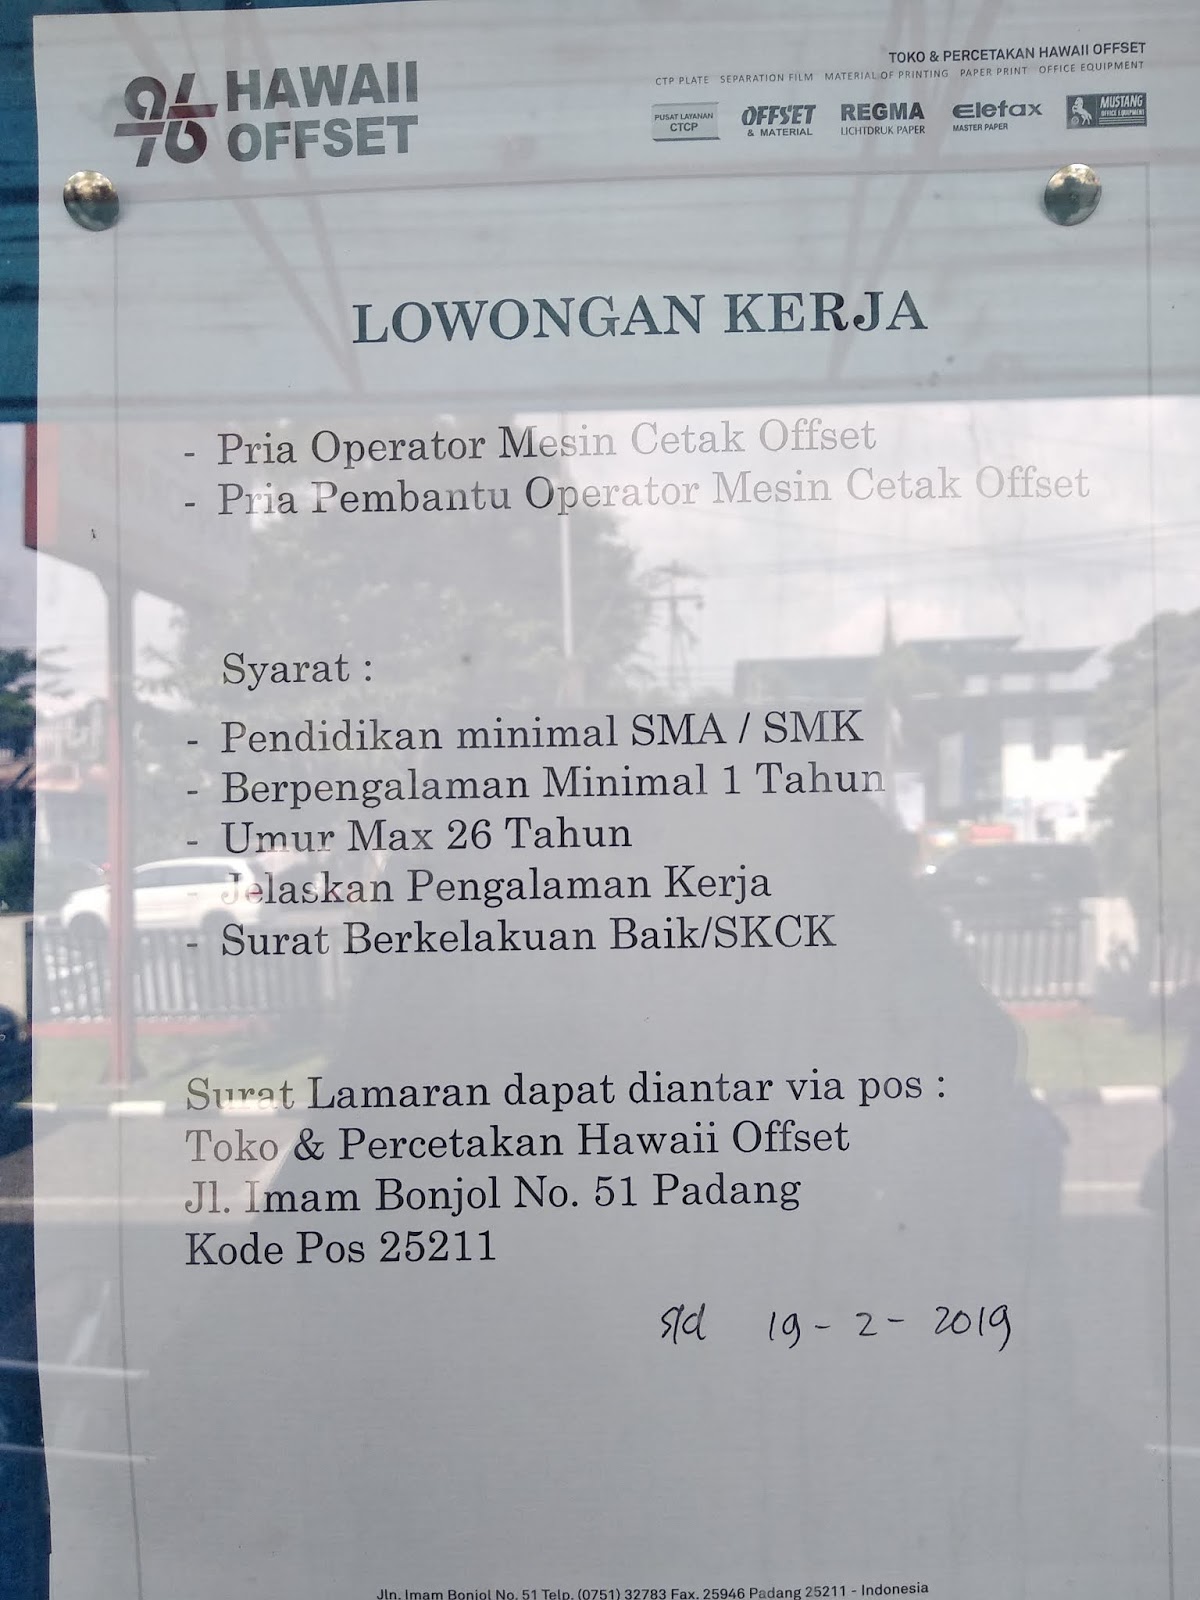 HAWAII
OFFSET
TOKO & PERCETAKAN HAWAII OFFSET
CTP PLATE SEPARATION FILM MATERIAL OF PRINTING PAPER PRINT OFFICE EQUIPMENT
PUSAT LAYANAN
CTCP
OFFSET
& MATERIAL
REGMA
LICHTDRUK PAPER
Elefax
MASTER PAPER
MUSTANG
OFFICE EQUIPMENT
LOWONGAN KERJA
- Pria Operator Mesin Cetak Offset
- Pria Pembantu Operator Mesin Cetak Offset
Syarat :
- Pendidikan minimal SMA / SMK
- Berpengalaman Minimal 1 Tahun
- Umur Max 26 Tahun
- Jelaskan Pengalaman Kerja
- Surat Berkelakuan Baik/SKCK
Surat Lamaran dapat diantar via pos :
Toko & Percetakan Hawaii Offset
Jl. Imam Bonjol No. 51 Padang
Kode Pos 25211
s/d 19 - 2 - 2019
Jln. Imam Bonjol No. 51 Telp. (0751) 32783 Fax. 25946 Padang 25211 - Indonesia